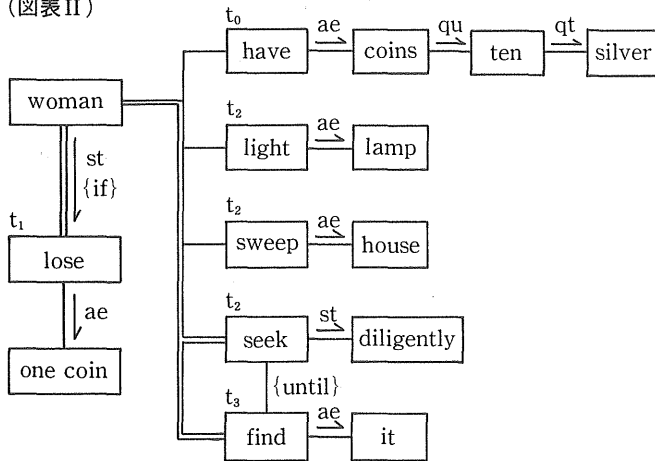 (図表II)
t₀ ae qu qt
have coins ten silver
woman
t₂ ae
light lamp
st
{if}
t₂ ae
sweep house
t₁
lose
t₂ st
seek diligently
ae
one coin
{until}
t₃ ae
find it